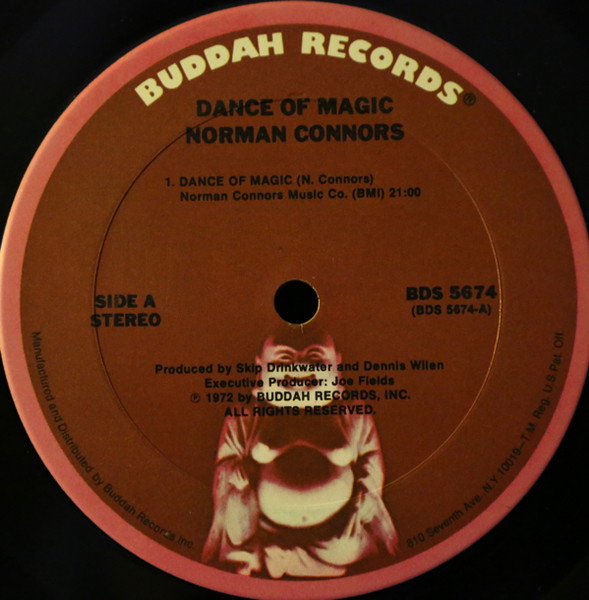 BUDDAH RECORDS®
DANCE OF MAGIC
NORMAN CONNORS
1. DANCE OF MAGIC (N. Connors)
Norman Connors Music Co. (BMI) 21:00
SIDE A
STEREO
BDS 5674
(BDS 5674-A)
Produced by Skip Drinkwater and Dennis Wilen
Executive Producer: Joe Fields
℗ 1972 by BUDDAH RECORDS, INC.
ALL RIGHTS RESERVED.
Manufactured and Distributed by Buddah Records Inc.
810 Seventh Ave. N.Y. 10019—T.M. Reg. U.S. Pat. Off.